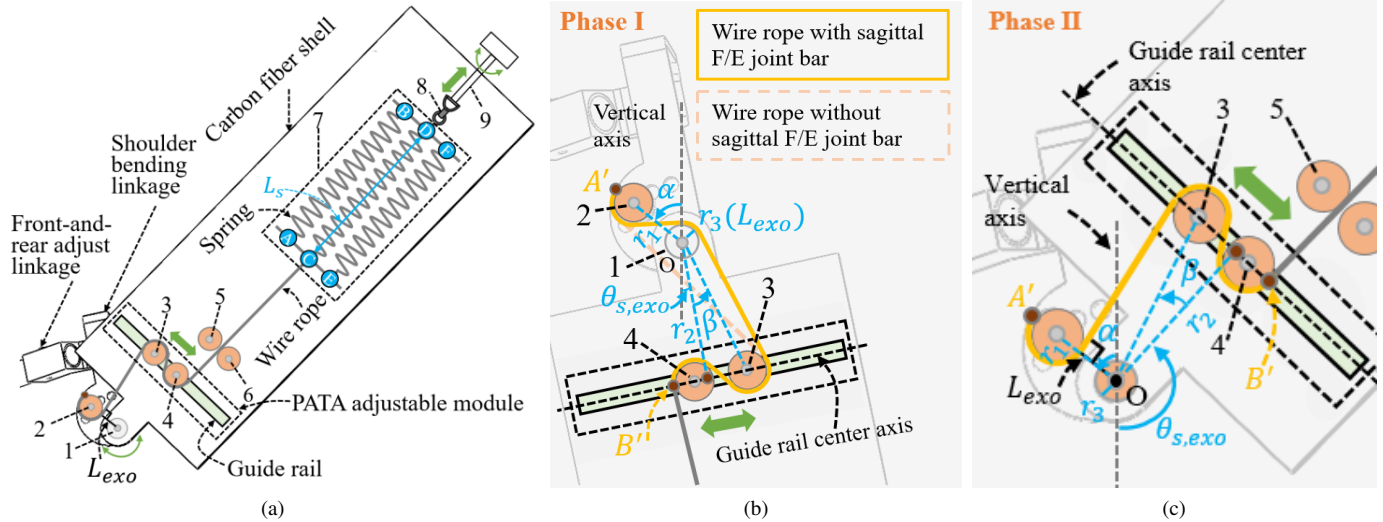 Carbon fiber shell
Shoulder
bending
linkage
Front-and-
rear adjust
linkage
7
8
9
B
D
F
L_s
Spring
A
C
E
3
5
Wire rope
2
4
6
1
PATA adjustable module
L_exo
Guide rail
(a)
Phase I
Wire rope with sagittal
F/E joint bar
Wire rope without
sagittal F/E joint bar
Vertical
axis
A′
α
2
r_1
r_3(L_exo)
1
O
θ_s,exo
3
r_2
β
4
B′
Guide rail center axis
(b)
Phase II
Guide rail center
axis
3
5
Vertical
axis
A′
β
r_1
α
r_2
4
B′
L_exo
O
r_3
θ_s,exo
(c)